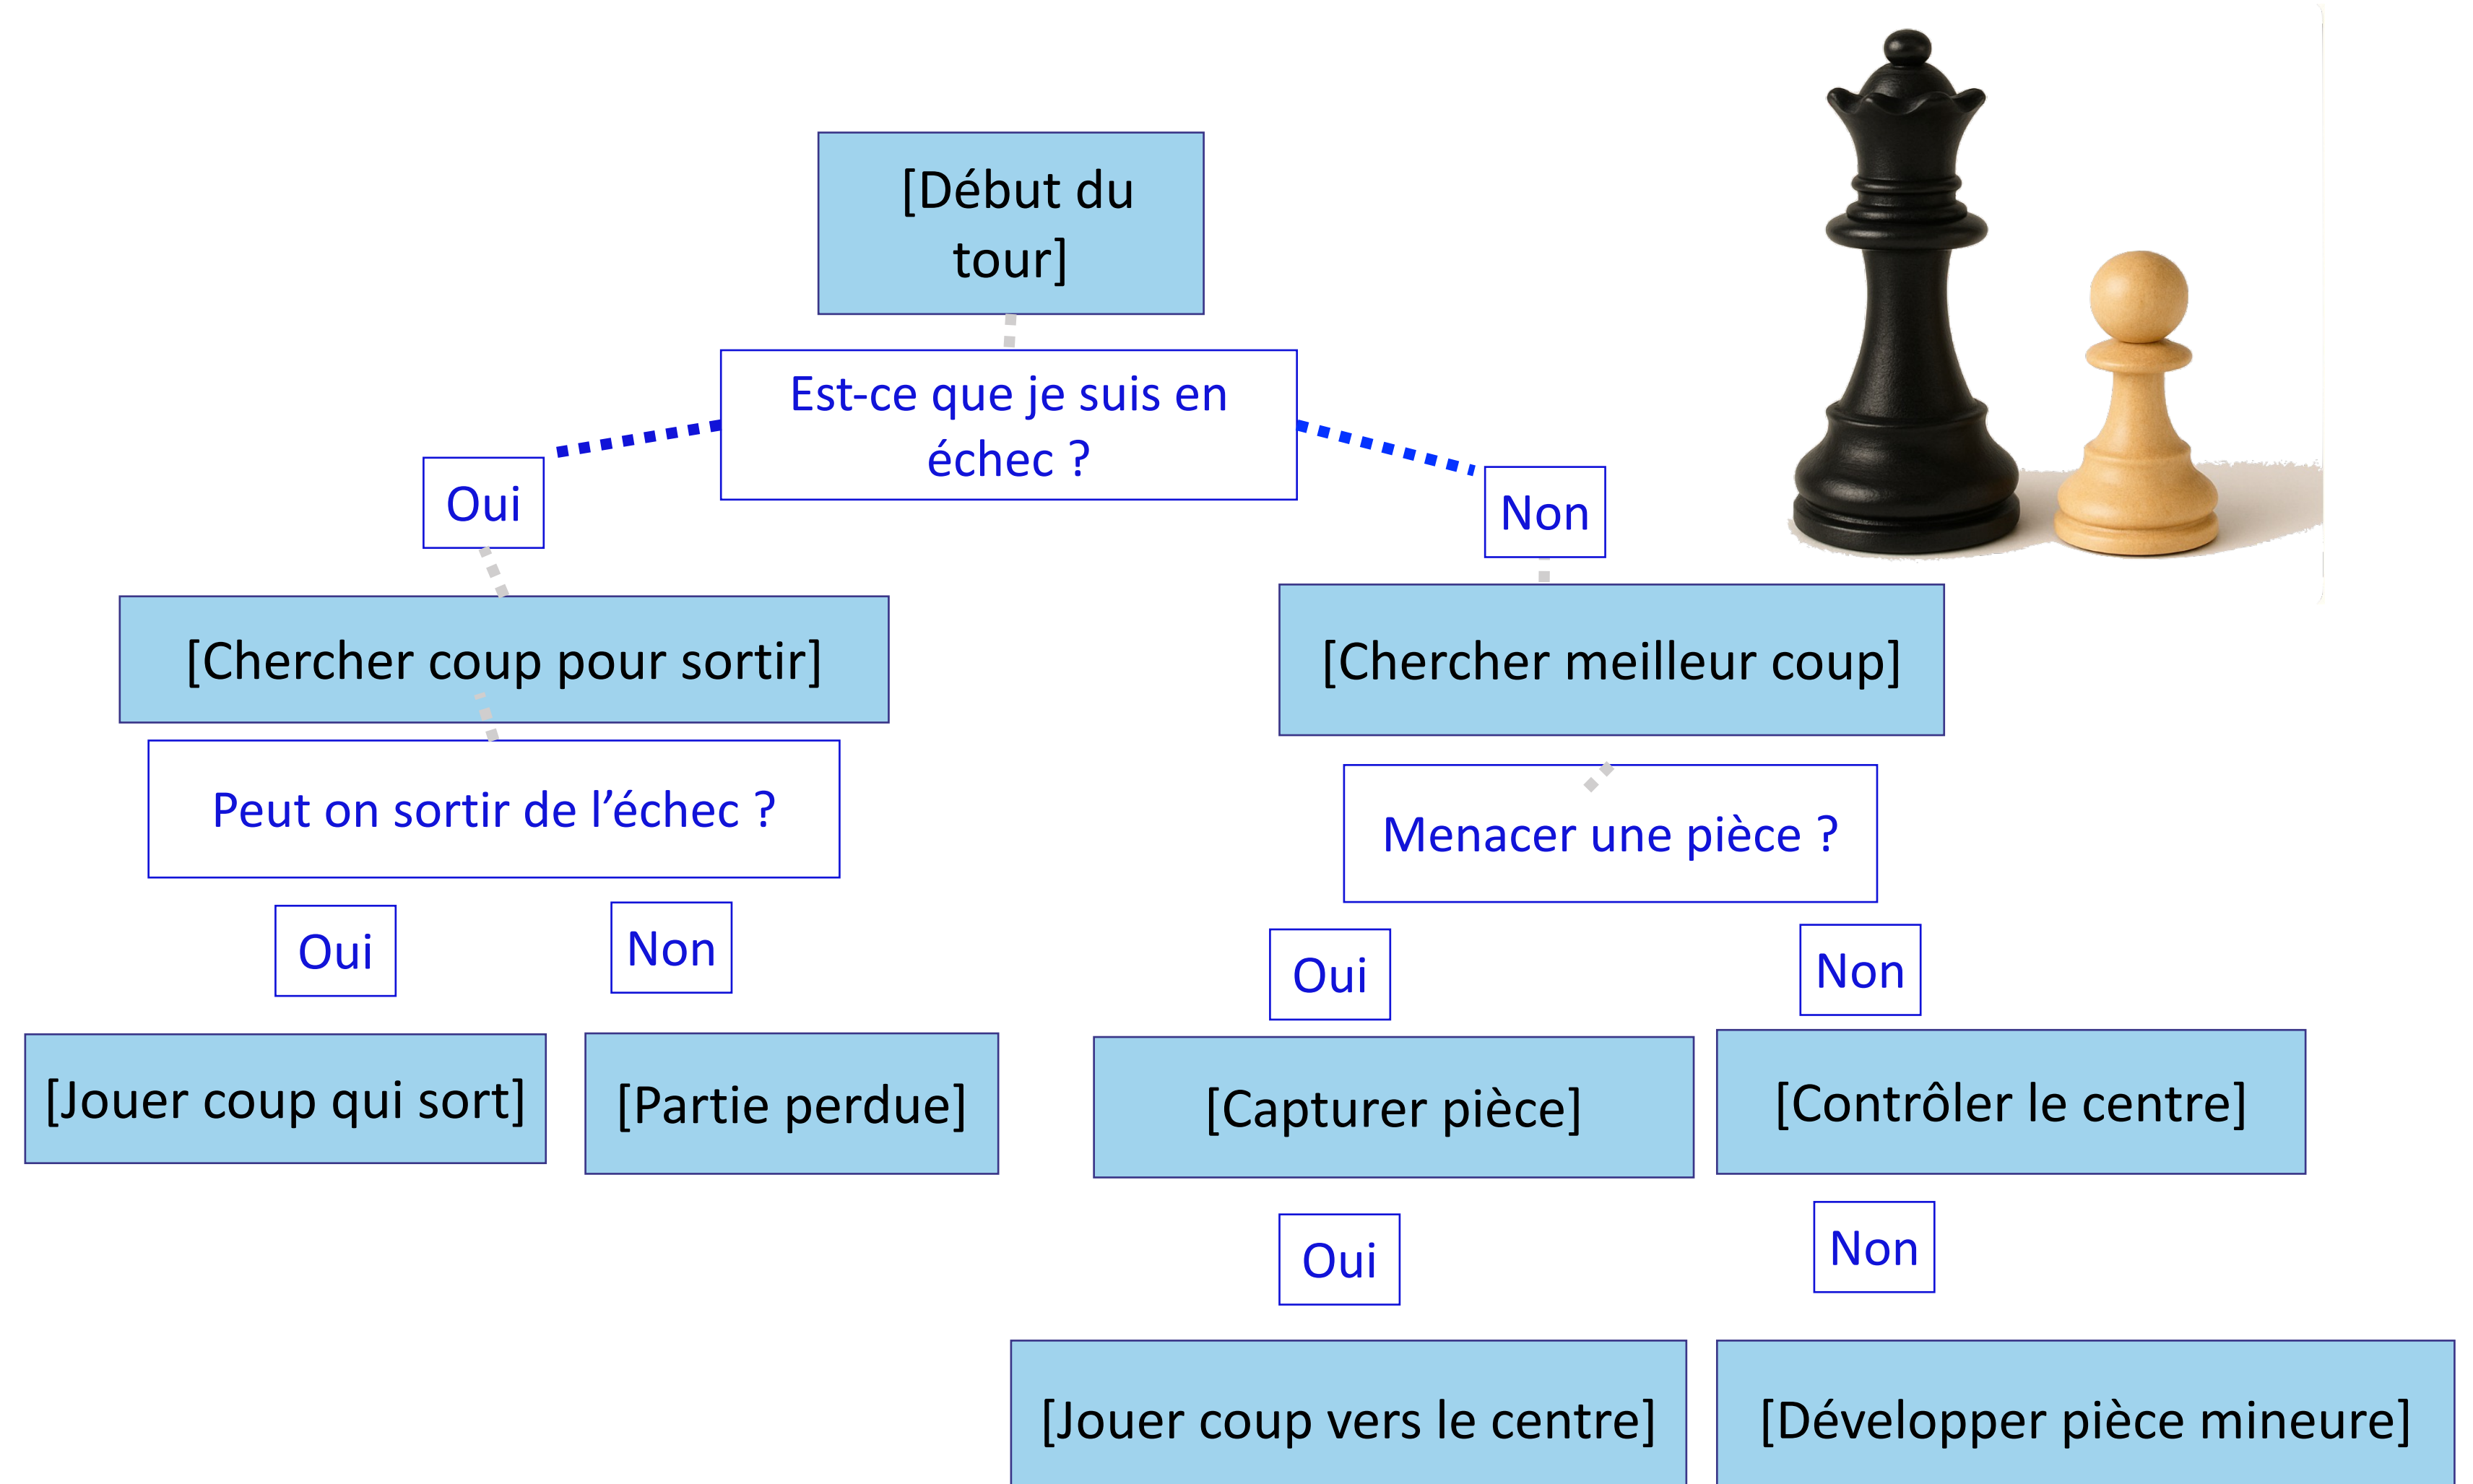 [Début du
tour]
Est-ce que je suis en
échec ?
Oui
Non
[Chercher coup pour sortir]
[Chercher meilleur coup]
Peut on sortir de l’échec ?
Menacer une pièce ?
Oui
Non
Oui
Non
[Jouer coup qui sort]
[Partie perdue]
[Capturer pièce]
[Contrôler le centre]
Oui
Non
[Jouer coup vers le centre]
[Développer pièce mineure]